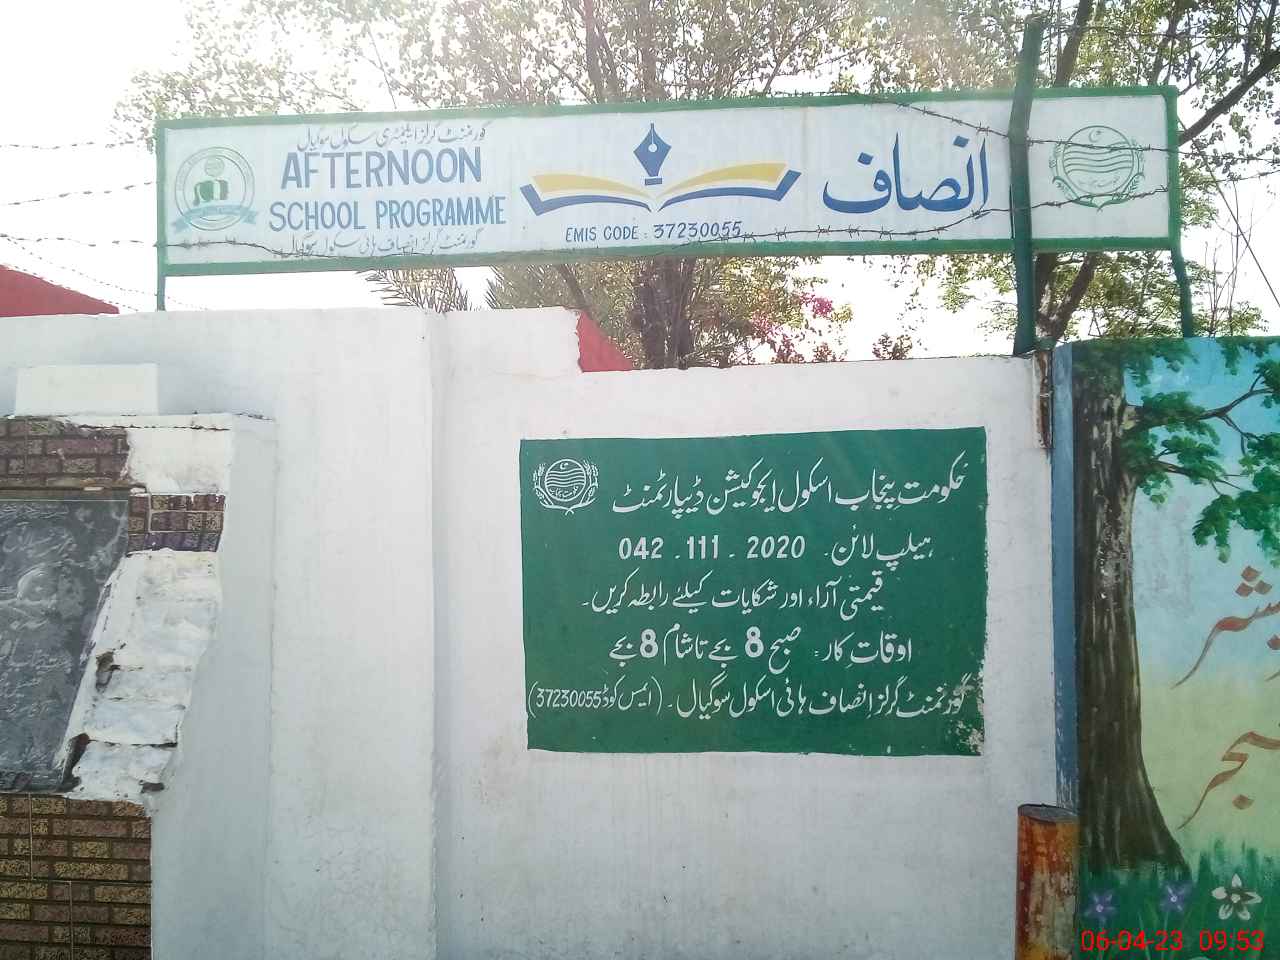 گورنمنٹ گرلز ایلیمنٹری سکول سوگیال
AFTERNOON
SCHOOL PROGRAMME
گورنمنٹ گرلز انصاف ہائی سکول سوگیال
EMIS CODE : 37230055
انصاف
حکومتِ پنجاب اسکول ایجوکیشن ڈیپارٹمنٹ
ہیلپ لائن - 2020 - 111 - 042
قیمتی آراء اور شکایات کیلئے رابطہ کریں۔
اوقاتِ کار: صبح 8 بجے تا شام 8 بجے
گورنمنٹ گرلز انصاف ہائی اسکول سوگیال۔ (ایمس کوڈ 37230055)
شجر
06-04-23 09:53